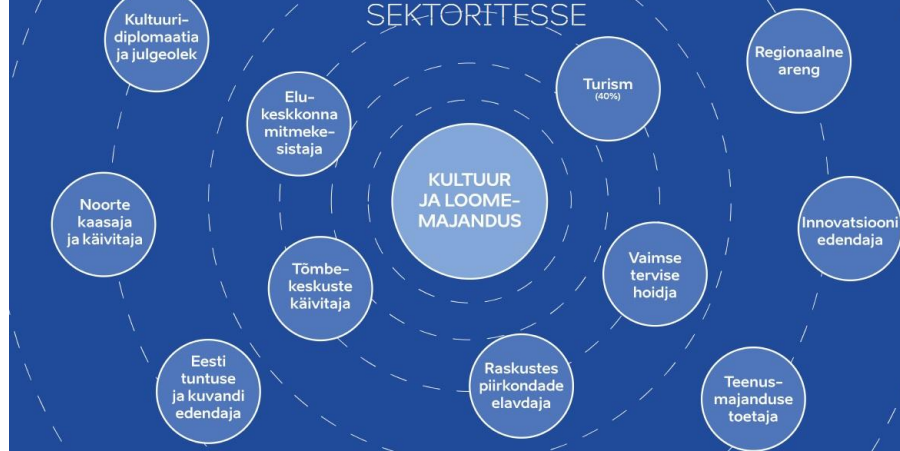 SEKTORITESSE
Kultuuri-
diplomaatia
ja julgeolek
Elu-
keskkonna
mitmeke-
sistaja
Turism
(40%)
Regionaalne
areng
KULTUUR
JA LOOME-
MAJANDUS
Noorte
kaasaja
ja käivitaja
Innovatsiooni
edendaja
Tõmbe-
keskuste
käivitaja
Vaimse
tervise
hoidja
Eesti
tuntuse
ja kuvandi
edendaja
Raskustes
piirkondade
elavdaja
Teenus-
majanduse
toetaja